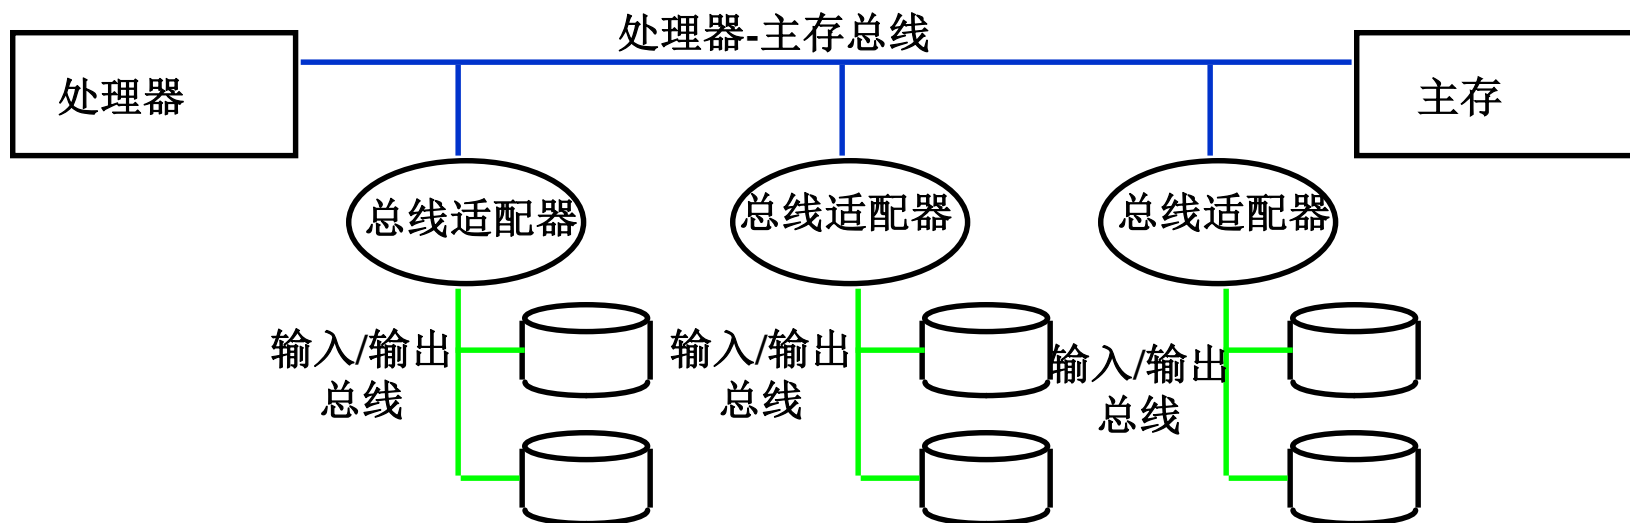 处理器-主存总线
处理器
主存
总线适配器
总线适配器
总线适配器
输入/输出
总线
输入/输出
总线
输入/输出
总线